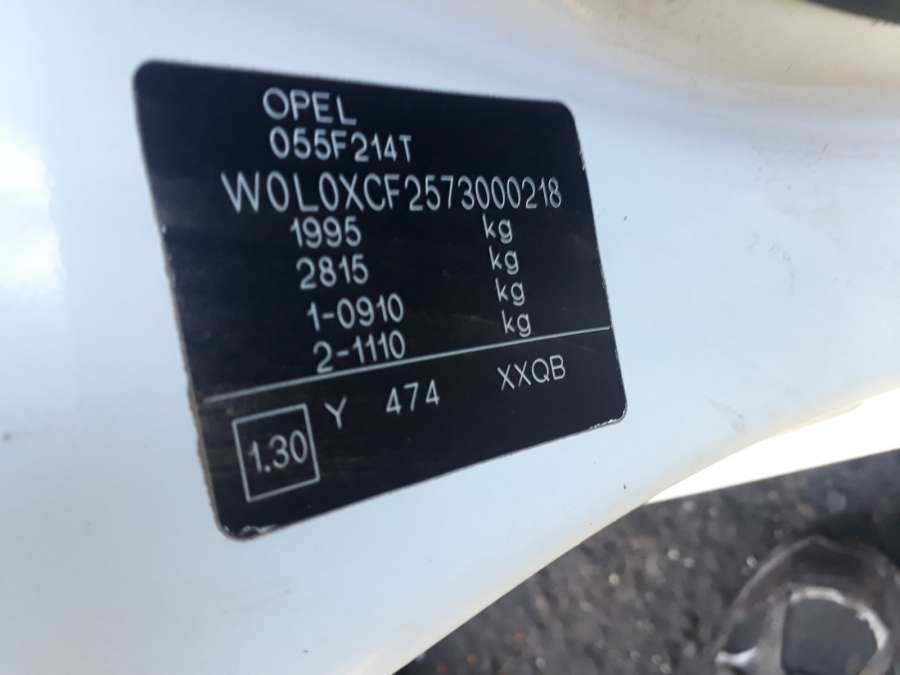 OPEL
055F214T
W0L0XCF2573000218
1995 kg
2815 kg
1-0910 kg
2-1110 kg
1.30 Y 474 XXQB